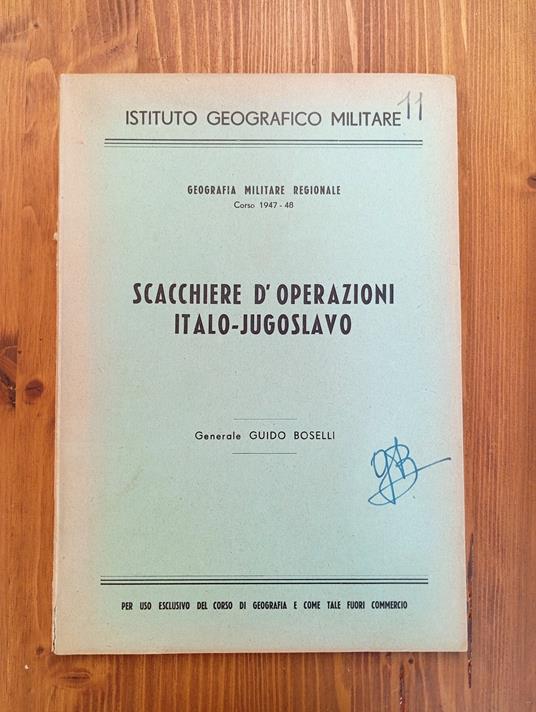 11
ISTITUTO GEOGRAFICO MILITARE
GEOGRAFIA MILITARE REGIONALE
Corso 1947 - 48
SCACCHIERE D'OPERAZIONI
ITALO-JUGOSLAVO
Generale GUIDO BOSELLI
PER USO ESCLUSIVO DEL CORSO DI GEOGRAFIA E COME TALE FUORI COMMERCIO